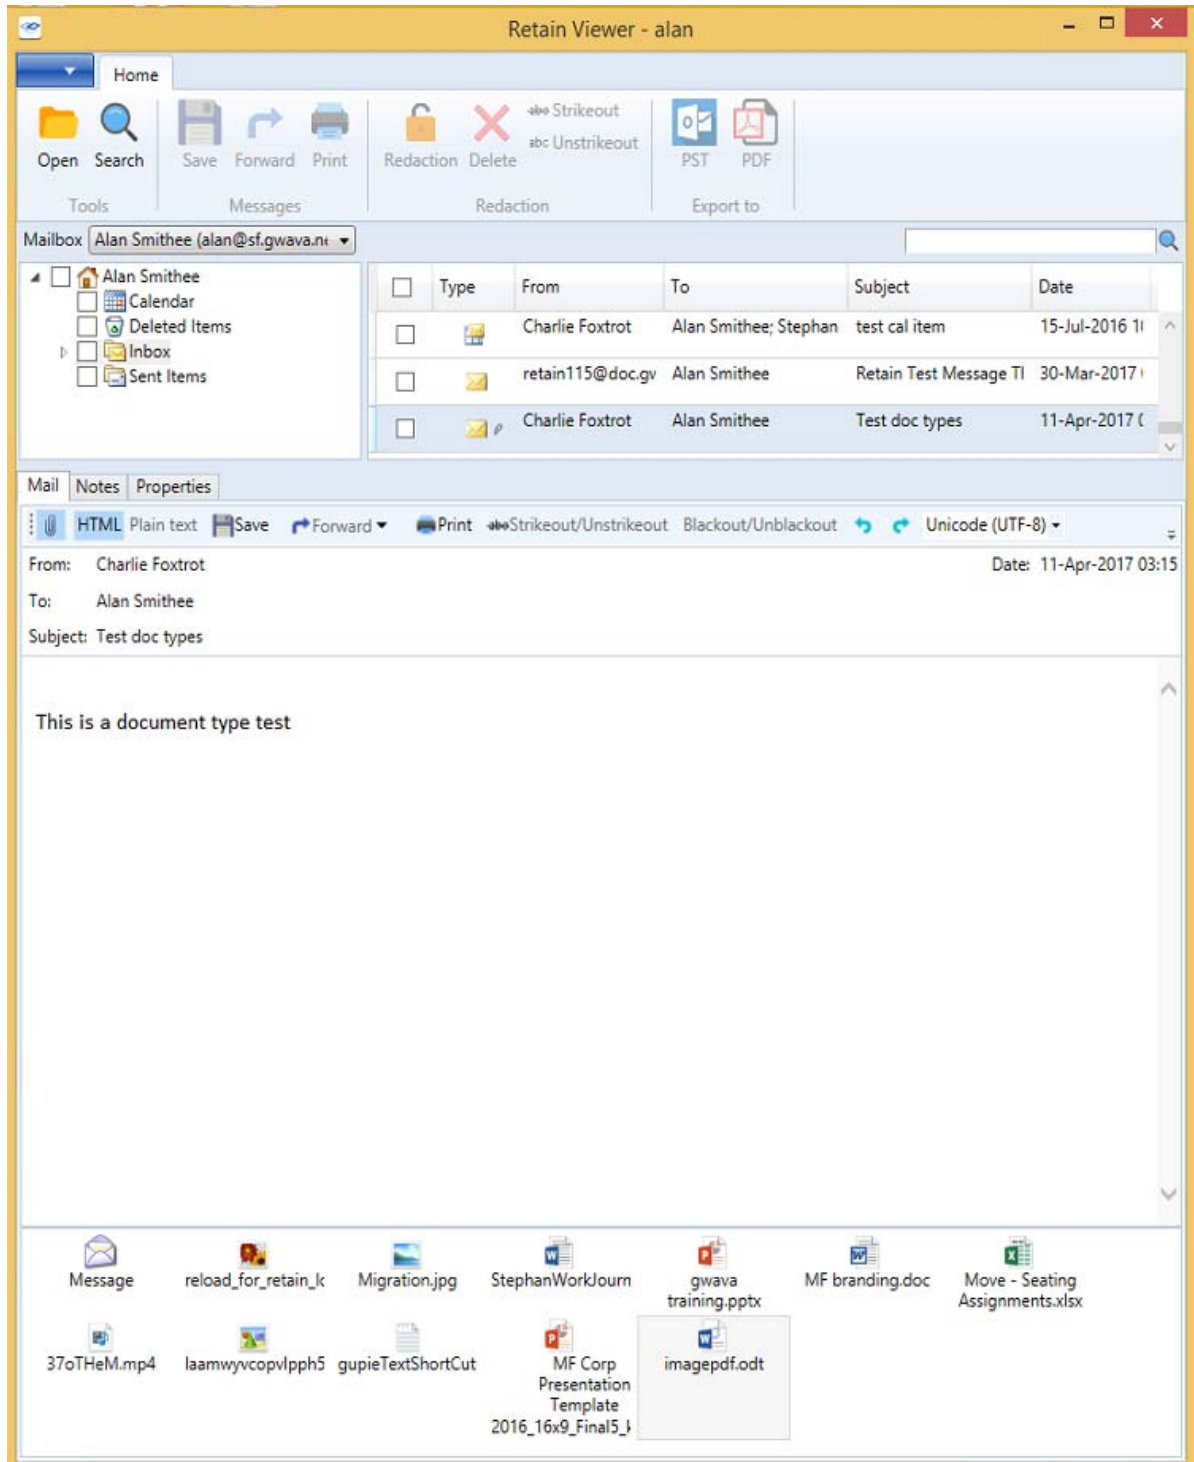 Retain Viewer - alan
Home
Open Search Save Forward Print Redaction Delete Strikeout Unstrikeout PST PDF
Tools Messages Redaction Export to
Mailbox Alan Smithee (alan@sf.gwava.ne
Alan Smithee
Calendar
Deleted Items
Inbox
Sent Items
Type From To Subject Date
Charlie Foxtrot Alan Smithee; Stephan test cal item 15-Jul-2016 1
retain115@doc.gv Alan Smithee Retain Test Message 30-Mar-2017
Charlie Foxtrot Alan Smithee Test doc types 11-Apr-2017
Mail Notes Properties
HTML Plain text Save Forward Print abc Strikeout/Unstrikeout Blackout/Unblackout Unicode (UTF-8)
From: Charlie Foxtrot Date: 11-Apr-2017 03:15
To: Alan Smithee
Subject: Test doc types
This is a document type test
Message reload_for_retain_lc Migration.jpg StephanWorkJourn gwava training.pptx MF branding.doc Move - Seating Assignments.xlsx
37oTHeM.mp4 laamwyvcopvlpph5 gupieTextShortCut MF Corp Presentation Template 2016_16x9_Final5_k imagepdf.odt